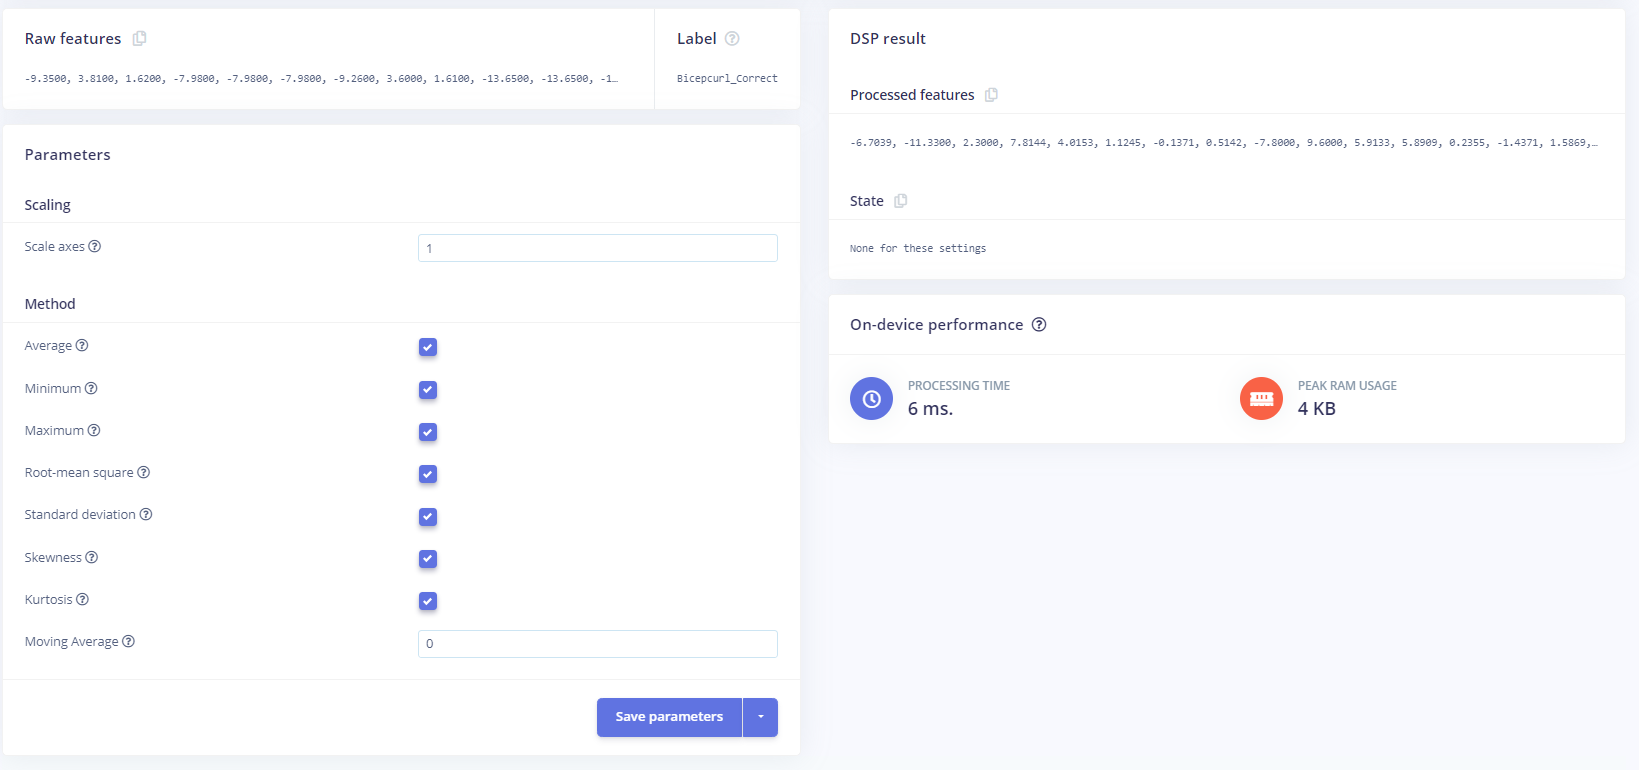 Raw features
-9.3500, 3.8100, 1.6200, -7.9800, -7.9800, -7.9800, -9.2600, 3.6000, 1.6100, -13.6500, -13.6500, -1…
Label
Bicepcurl_Correct
Parameters
Scaling
Scale axes
1
Method
Average
Minimum
Maximum
Root-mean square
Standard deviation
Skewness
Kurtosis
Moving Average
0
Save parameters
DSP result
Processed features
-6.7039, -11.3300, 2.3000, 7.8144, 4.0153, 1.1245, -0.1371, 0.5142, -7.8000, 9.6000, 5.9133, 5.8909, 0.2355, -1.4371, 1.5869,…
State
None for these settings
On-device performance
PROCESSING TIME
6 ms.
PEAK RAM USAGE
4 KB